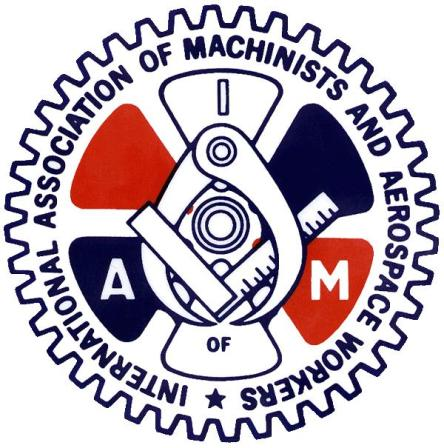 INTERNATIONAL ASSOCIATION OF MACHINISTS AND AEROSPACE WORKERS ★
I
A
M
OF